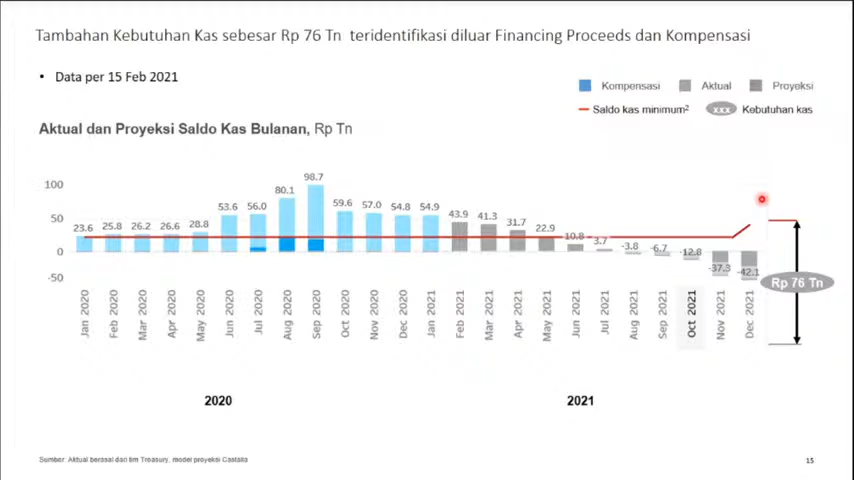 Tambahan Kebutuhan Kas sebesar Rp 76 Tn teridentifikasi diluar Financing Proceeds dan Kompensasi
• Data per 15 Feb 2021
Kompensasi Aktual Proyeksi
Saldo kas minimum² xxx Kebutuhan kas
Aktual dan Proyeksi Saldo Kas Bulanan, Rp Tn
100
50
0
-50
23.6 25.8 26.2 26.6 28.8 53.6 56.0 80.1 98.7 59.6 57.0 54.8 54.9 43.9 41.3 31.7 22.9 10.8 3.7 -3.8 -6.7 -12.8 -37.3 -42.1
Rp 76 Tn
Jan 2020 Feb 2020 Mar 2020 Apr 2020 May 2020 Jun 2020 Jul 2020 Aug 2020 Sep 2020 Oct 2020 Nov 2020 Dec 2020 Jan 2021 Feb 2021 Mar 2021 Apr 2021 May 2021 Jun 2021 Jul 2021 Aug 2021 Sep 2021 Oct 2021 Nov 2021 Dec 2021
2020 2021
Sumber: Aktual berasal dari tim Treasury, model proyeksi Castalia
15